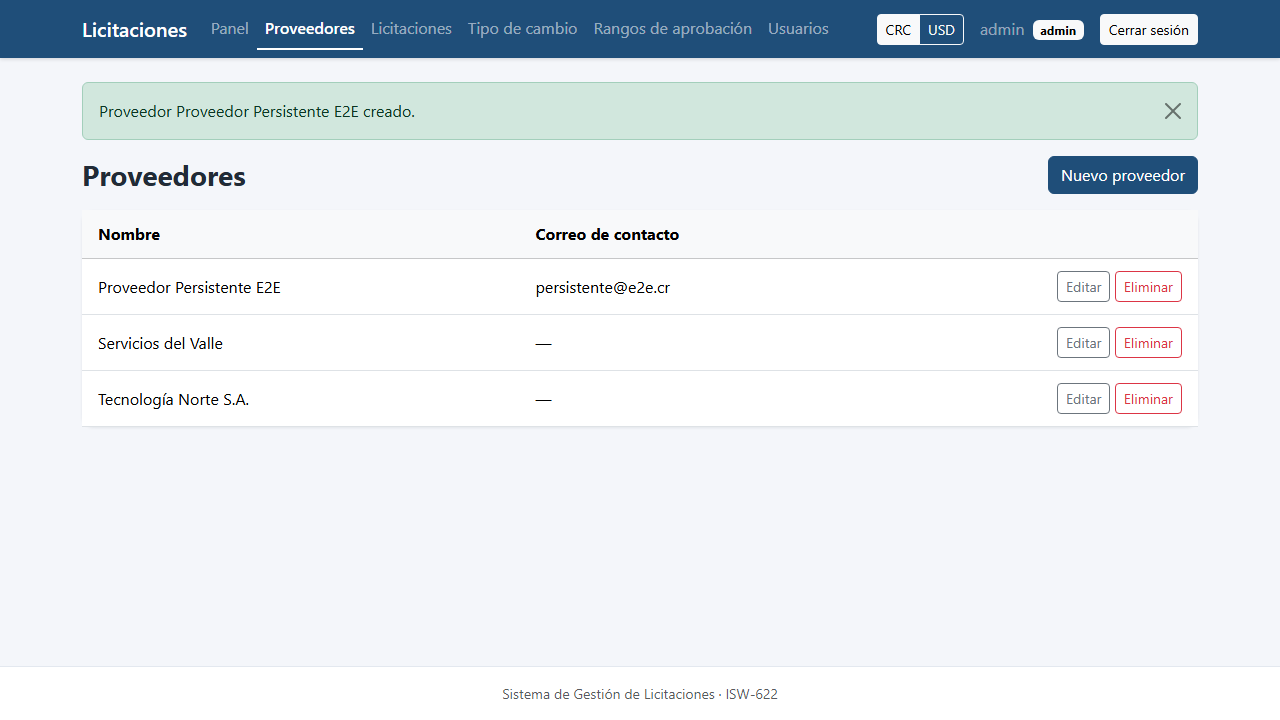 Licitaciones Panel Proveedores Licitaciones Tipo de cambio Rangos de aprobación Usuarios CRC USD admin admin Cerrar sesión
Proveedor Proveedor Persistente E2E creado.
Proveedores Nuevo proveedor
Nombre Correo de contacto
Proveedor Persistente E2E persistente@e2e.cr Editar Eliminar
Servicios del Valle — Editar Eliminar
Tecnología Norte S.A. — Editar Eliminar
Sistema de Gestión de Licitaciones · ISW-622